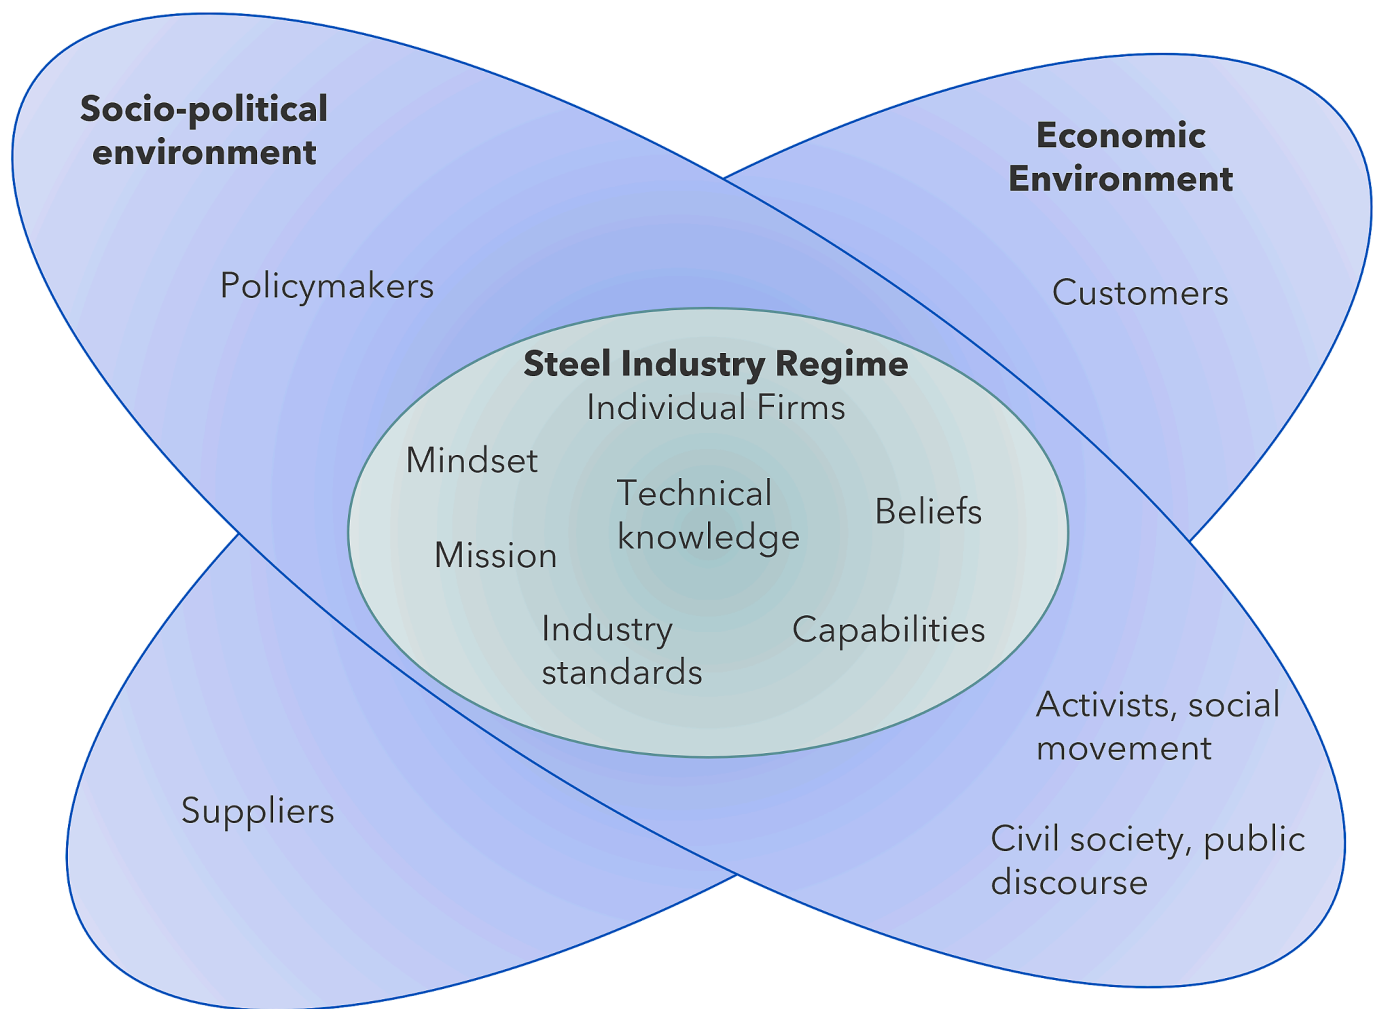 Socio-political
environment
Economic
Environment
Policymakers
Customers
Steel Industry Regime
Individual Firms
Mindset
Technical
knowledge
Beliefs
Mission
Industry
standards
Capabilities
Activists, social
movement
Suppliers
Civil society, public
discourse